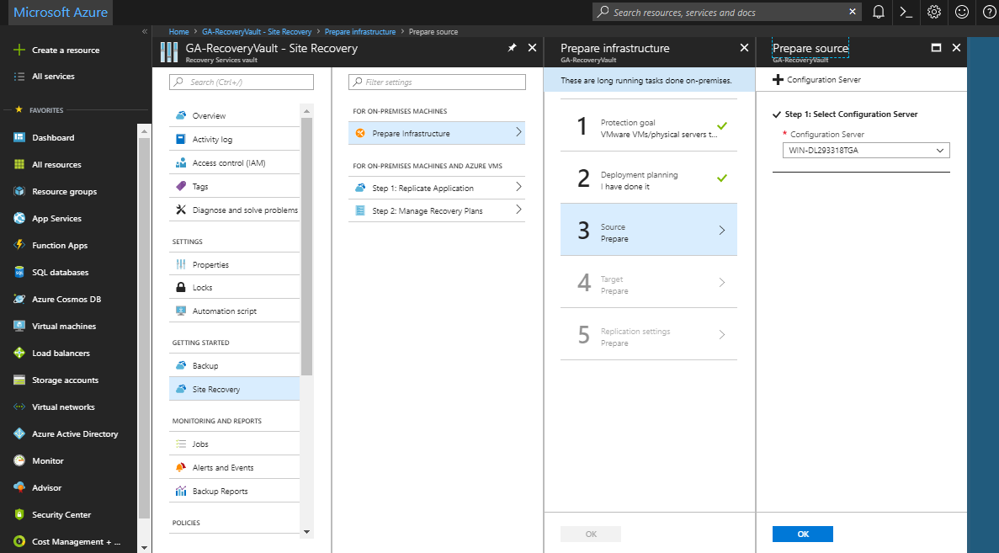 Microsoft Azure
Search resources, services and docs
Create a resource
All services
FAVORITES
Dashboard
All resources
Resource groups
App Services
Function Apps
SQL databases
Azure Cosmos DB
Virtual machines
Load balancers
Storage accounts
Virtual networks
Azure Active Directory
Monitor
Advisor
Security Center
Cost Management + ...
Home > GA-RecoveryVault - Site Recovery > Prepare infrastructure > Prepare source
GA-RecoveryVault - Site Recovery
Recovery Services vault
Search (Ctrl+/)
Overview
Activity log
Access control (IAM)
Tags
Diagnose and solve problems
SETTINGS
Properties
Locks
Automation script
GETTING STARTED
Backup
Site Recovery
MONITORING AND REPORTS
Jobs
Alerts and Events
Backup Reports
POLICIES
Filter settings
FOR ON-PREMISES MACHINES
Prepare Infrastructure
FOR ON-PREMISES MACHINES AND AZURE VMS
Step 1: Replicate Application
Step 2: Manage Recovery Plans
Prepare infrastructure
GA-RecoveryVault
These are long running tasks done on-premises.
1
Protection goal
VMware VMs/physical servers t...
2
Deployment planning
I have done it
3
Source
Prepare
4
Target
Prepare
5
Replication settings
Prepare
OK
Prepare source
GA-RecoveryVault
Configuration Server
Step 1: Select Configuration Server
* Configuration Server
WIN-DL293318TGA
OK